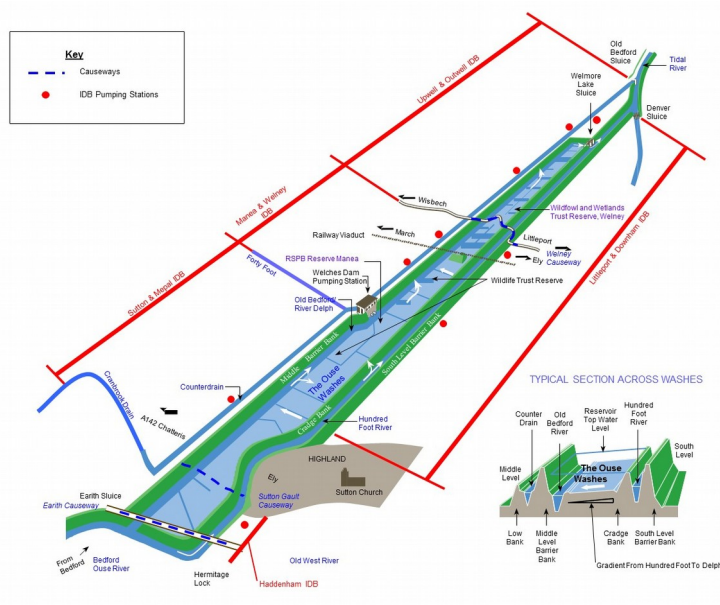 Key
Causeways
IDB Pumping Stations
Upwell & Outwell IDB
Manea & Welney
IDB
Sutton & Mepal IDB
Littleport & Downham IDB
Haddenham IDB
Old
Bedford
Sluice
Tidal
River
Welmore
Lake
Sluice
Denver
Sluice
Wisbech
Wildfowl and Wetlands
Trust Reserve, Welney
Railway Viaduct
March
Littleport
Ely
Welney
Causeway
Forty Foot
RSPB Reserve Manea
Welches Dam
Pumping Station
Wildlife Trust Reserve
Old Bedford/
River Delph
Middle Barrier Bank
South Level Barrier Bank
The Ouse
Washes
Cradge Bank
Cranbrook Drain
Counterdrain
A142 Chatteris
Hundred
Foot River
HIGHLAND
Ely
Sutton Church
Sutton Gault
Causeway
Earith Sluice
Earith Causeway
From
Bedford
Bedford
Ouse River
Hermitage
Lock
Old West River
TYPICAL SECTION ACROSS WASHES
Counter
Drain
Old
Bedford
River
Reservoir
Top Water
Level
Hundred
Foot
River
South
Level
Middle
Level
The Ouse
Washes
Low
Bank
Middle
Level
Barrier
Bank
Cradge
Bank
South Level
Barrier Bank
Gradient From Hundred Foot To Delph